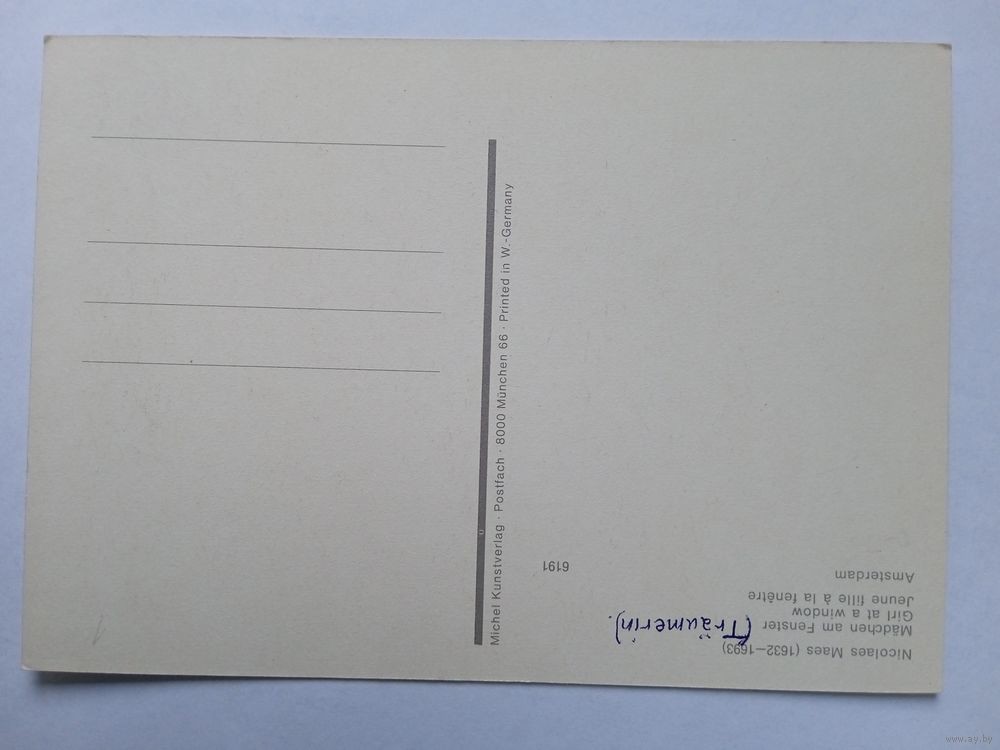 Nicolaes Maes (1632—1693)
Mädchen am Fenster (Träumerin).
Girl at a window
Jeune fille à la fenêtre
Amsterdam
6191
Michel Kunstverlag · Postfach · 8000 München 66 · Printed in W.-Germany
www.ay.by